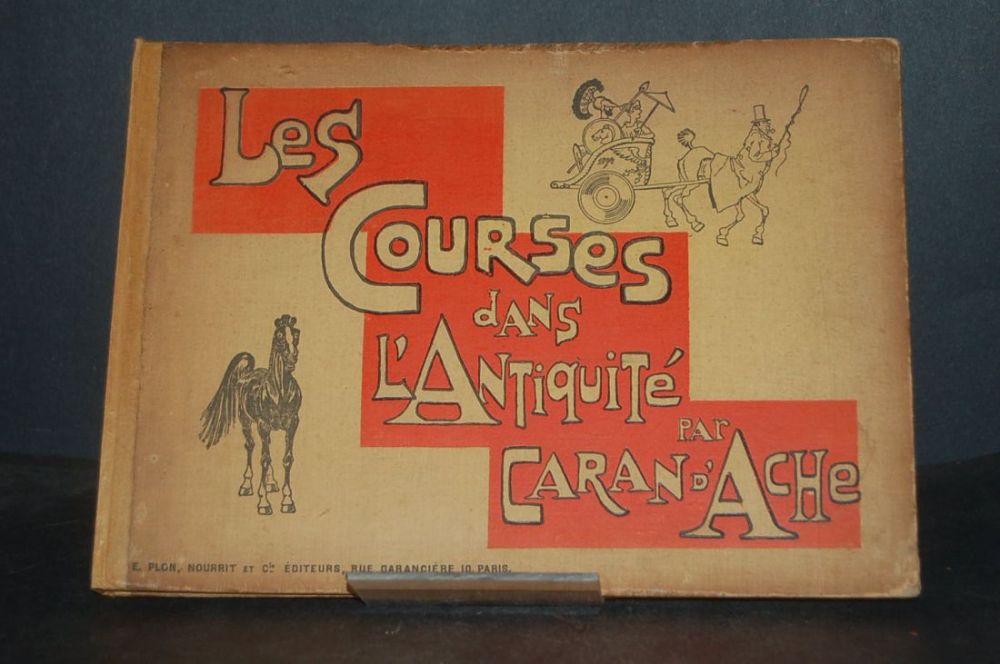 Les
Courses
dans
L'Antiquité
par
Caran d'Ache
E. PLON, NOURRIT ET Cie ÉDITEURS, RUE GARANCIÈRE 10, PARIS.